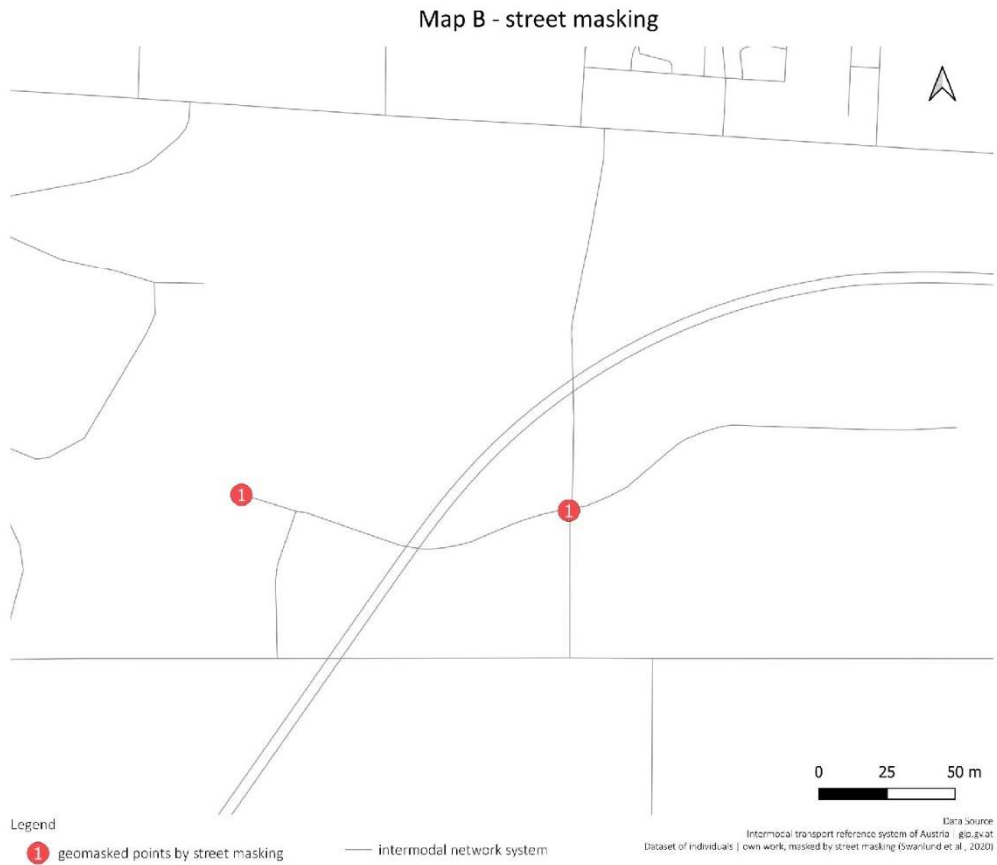 Map B - street masking
1
1
0 25 50 m
Legend
1 geomasked points by street masking
intermodal network system
Data Source
Intermodal transport reference system of Austria | gip.gv.at
Dataset of individuals | own work, masked by street masking (Swanlund et al., 2020)